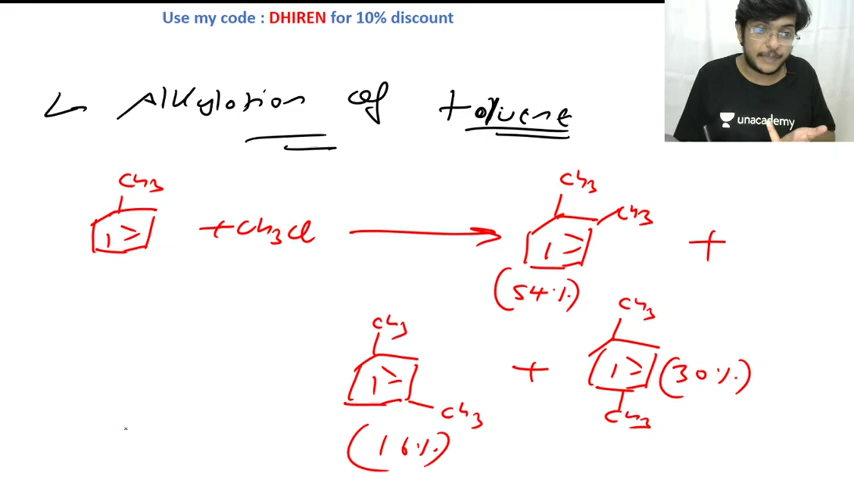 Use my code : DHIREN for 10% discount
unacademy
Alkylation of toluene
CH3 CH3
+ CH3Cl CH3 +
(54%)
CH3 CH3
+ (30%)
CH3 CH3
(16%)